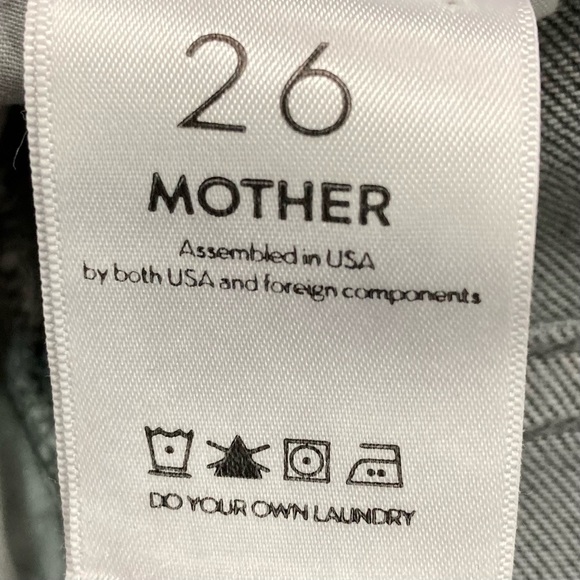 26
MOTHER
Assembled in USA
by both USA and foreign components
DO YOUR OWN LAUNDRY